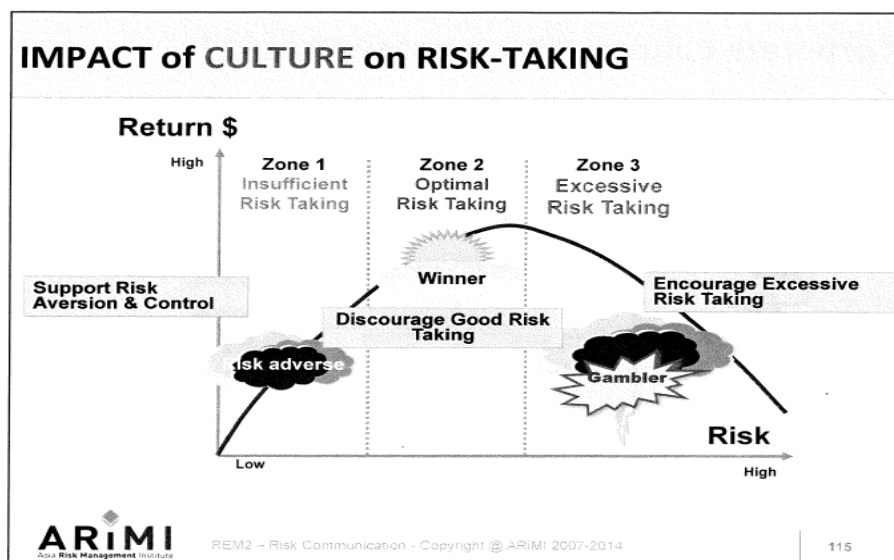 IMPACT of CULTURE on RISK-TAKING
Return $
High
Zone 1
Insufficient
Risk Taking
Zone 2
Optimal
Risk Taking
Zone 3
Excessive
Risk Taking
Winner
Support Risk
Aversion & Control
Encourage Excessive
Risk Taking
Discourage Good Risk
Taking
Risk adverse
Gambler
Risk
Low
High
ARiMI
Asia Risk Management Institute
REM2 – Risk Communication - Copyright @ ARiMI 2007-2014
115